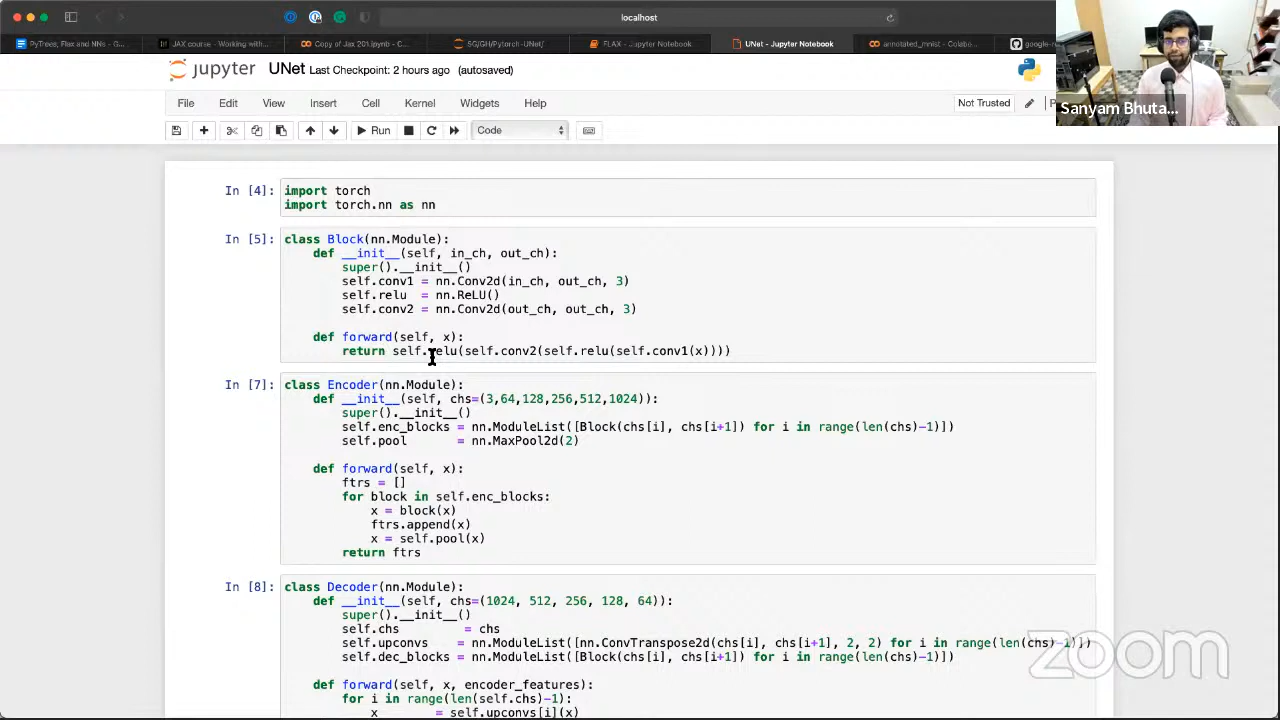 localhost
PyTrees, Flax and NNs - G...
JAX course - Working with...
Copy of Jax 201.ipynb - C...
SG/GH/Pytorch-UNet/
FLAX - Jupyter Notebook
UNet - Jupyter Notebook
annotated_mnist - Colabo...
google-r
jupyter UNet Last Checkpoint: 2 hours ago (autosaved)
File Edit View Insert Cell Kernel Widgets Help
Not Trusted
Run
Code
Sanyam Bhuta...
In [4]: import torch
import torch.nn as nn
In [5]: class Block(nn.Module):
def __init__(self, in_ch, out_ch):
super().__init__()
self.conv1 = nn.Conv2d(in_ch, out_ch, 3)
self.relu = nn.ReLU()
self.conv2 = nn.Conv2d(out_ch, out_ch, 3)
def forward(self, x):
return self.relu(self.conv2(self.relu(self.conv1(x))))
In [7]: class Encoder(nn.Module):
def __init__(self, chs=(3,64,128,256,512,1024)):
super().__init__()
self.enc_blocks = nn.ModuleList([Block(chs[i], chs[i+1]) for i in range(len(chs)-1)])
self.pool = nn.MaxPool2d(2)
def forward(self, x):
ftrs = []
for block in self.enc_blocks:
x = block(x)
ftrs.append(x)
x = self.pool(x)
return ftrs
In [8]: class Decoder(nn.Module):
def __init__(self, chs=(1024, 512, 256, 128, 64)):
super().__init__()
self.chs = chs
self.upconvs = nn.ModuleList([nn.ConvTranspose2d(chs[i], chs[i+1], 2, 2) for i in range(len(chs)-1)])
self.dec_blocks = nn.ModuleList([Block(chs[i], chs[i+1]) for i in range(len(chs)-1)])
def forward(self, x, encoder_features):
for i in range(len(self.chs)-1):
x = self.upconvs[i](x)
zoom